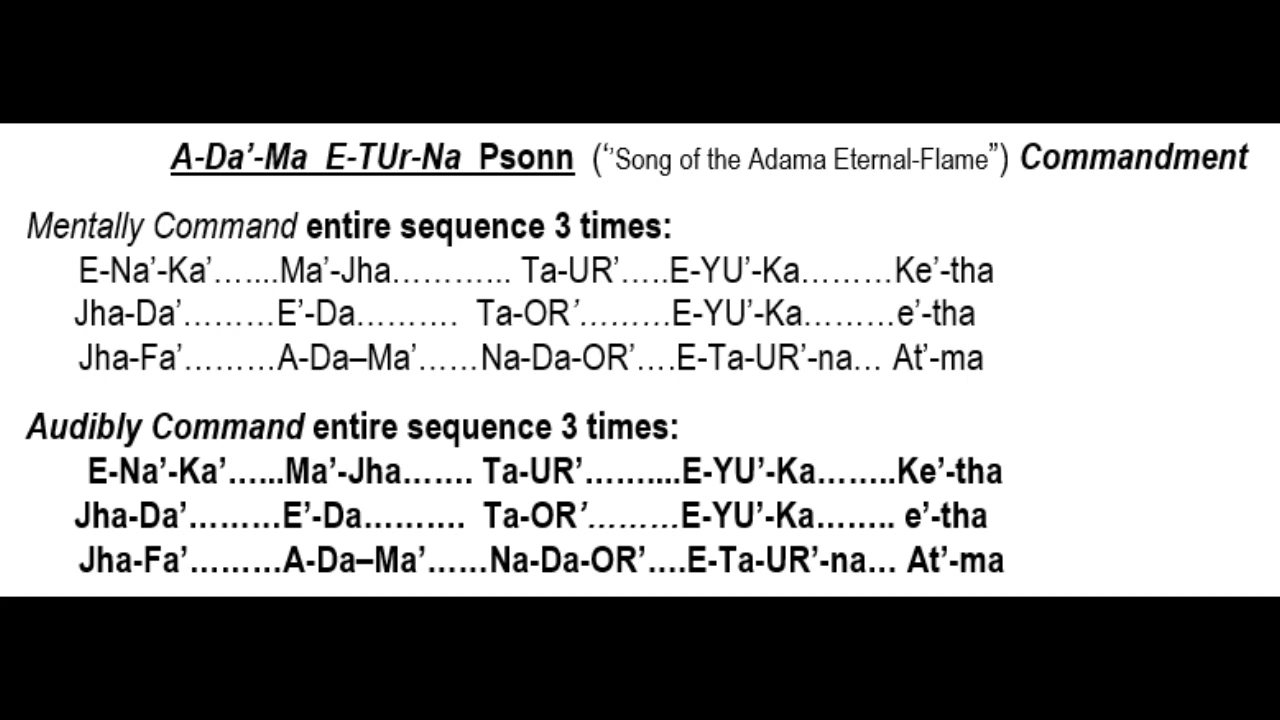 A-Da’-Ma E-TUr-Na Psonn (‘’Song of the Adama Eternal-Flame”) Commandment
Mentally Command entire sequence 3 times:
E-Na’-Ka’…....Ma’-Jha………... Ta-UR’…..E-YU’-Ka………Ke’-tha
Jha-Da’………E’-Da………. Ta-OR’………E-YU’-Ka………e’-tha
Jha-Fa’………A-Da–Ma’……Na-Da-OR’….E-Ta-UR’-na… At’-ma
Audibly Command entire sequence 3 times:
E-Na’-Ka’…...Ma’-Jha……. Ta-UR’……....E-YU’-Ka……..Ke’-tha
Jha-Da’………E’-Da………. Ta-OR’………E-YU’-Ka…….. e’-tha
Jha-Fa’………A-Da–Ma’……Na-Da-OR’….E-Ta-UR’-na… At’-ma